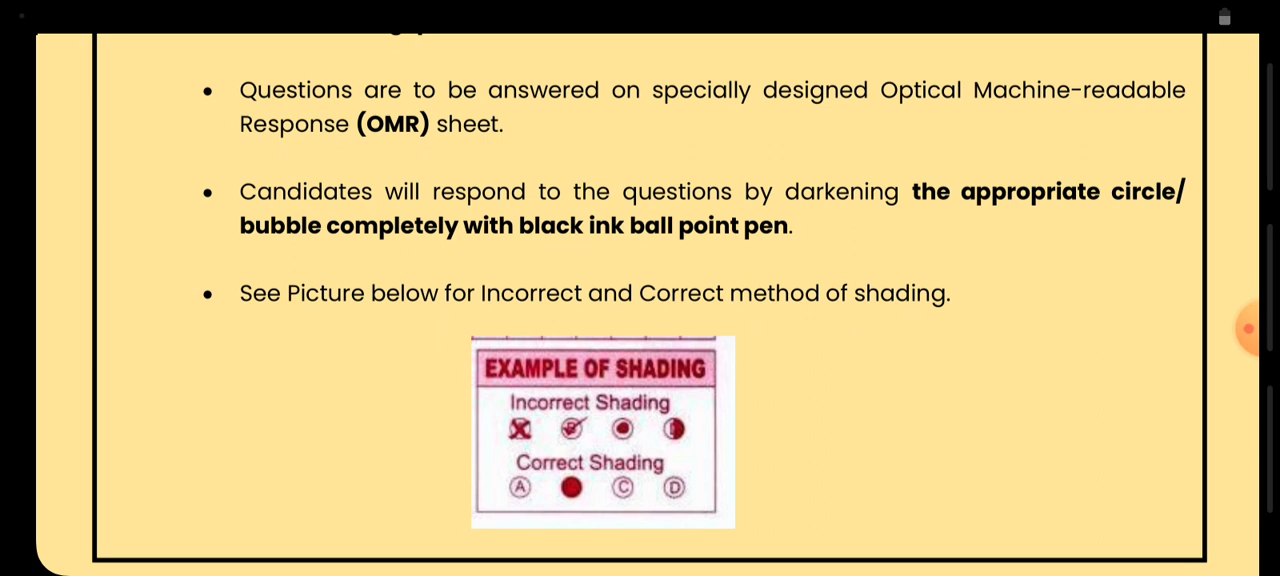 Questions are to be answered on specially designed Optical Machine-readable
Response (OMR) sheet.
Candidates will respond to the questions by darkening the appropriate circle/
bubble completely with black ink ball point pen.
See Picture below for Incorrect and Correct method of shading.
EXAMPLE OF SHADING
Incorrect Shading
Correct Shading
A C D